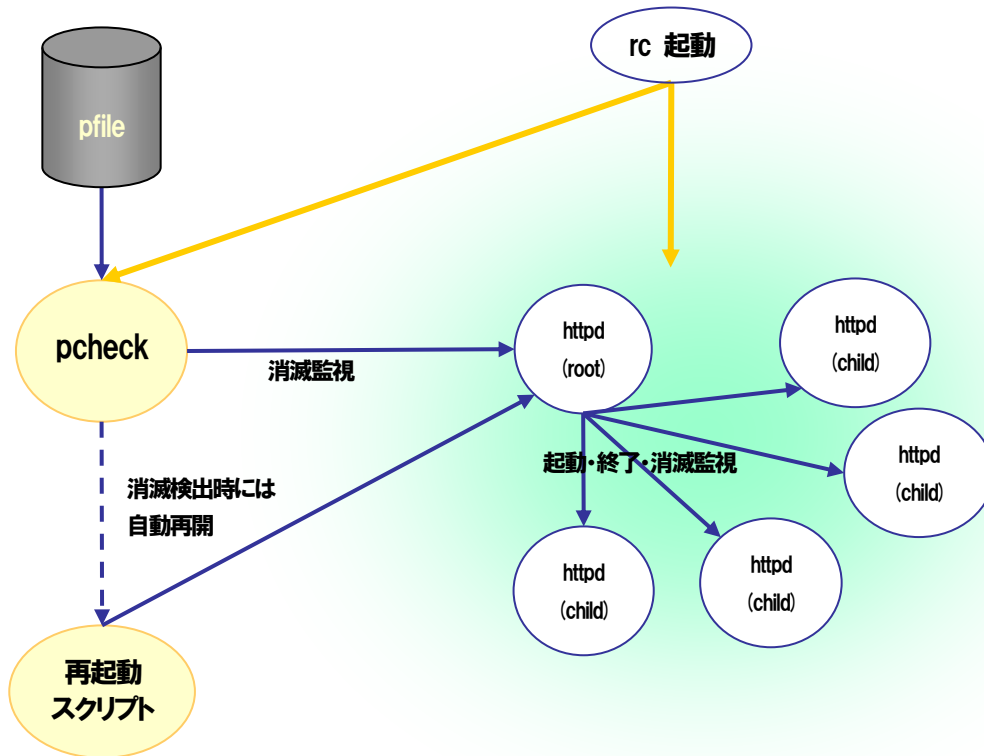 rc 起動
pfile
pcheck
消滅監視
httpd
(root)
httpd
(child)
httpd
(child)
起動・終了・消滅監視
消滅検出時には
自動再開
httpd
(child)
httpd
(child)
再起動
スクリプト